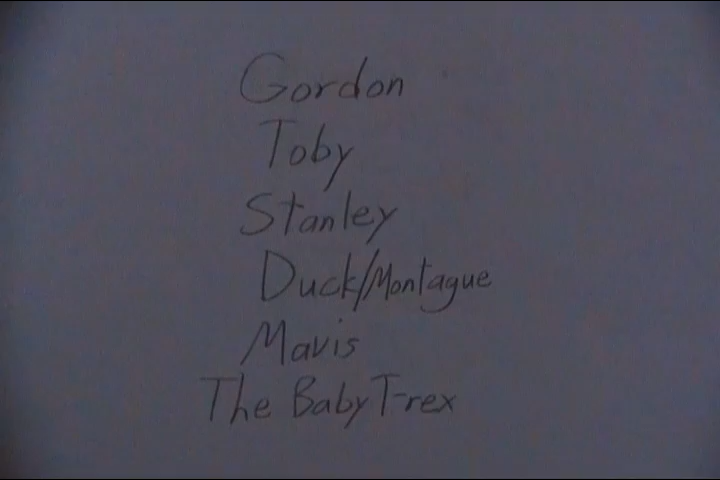 Gordon
Toby
Stanley
Duck/Montague
Mavis
The Baby T-rex